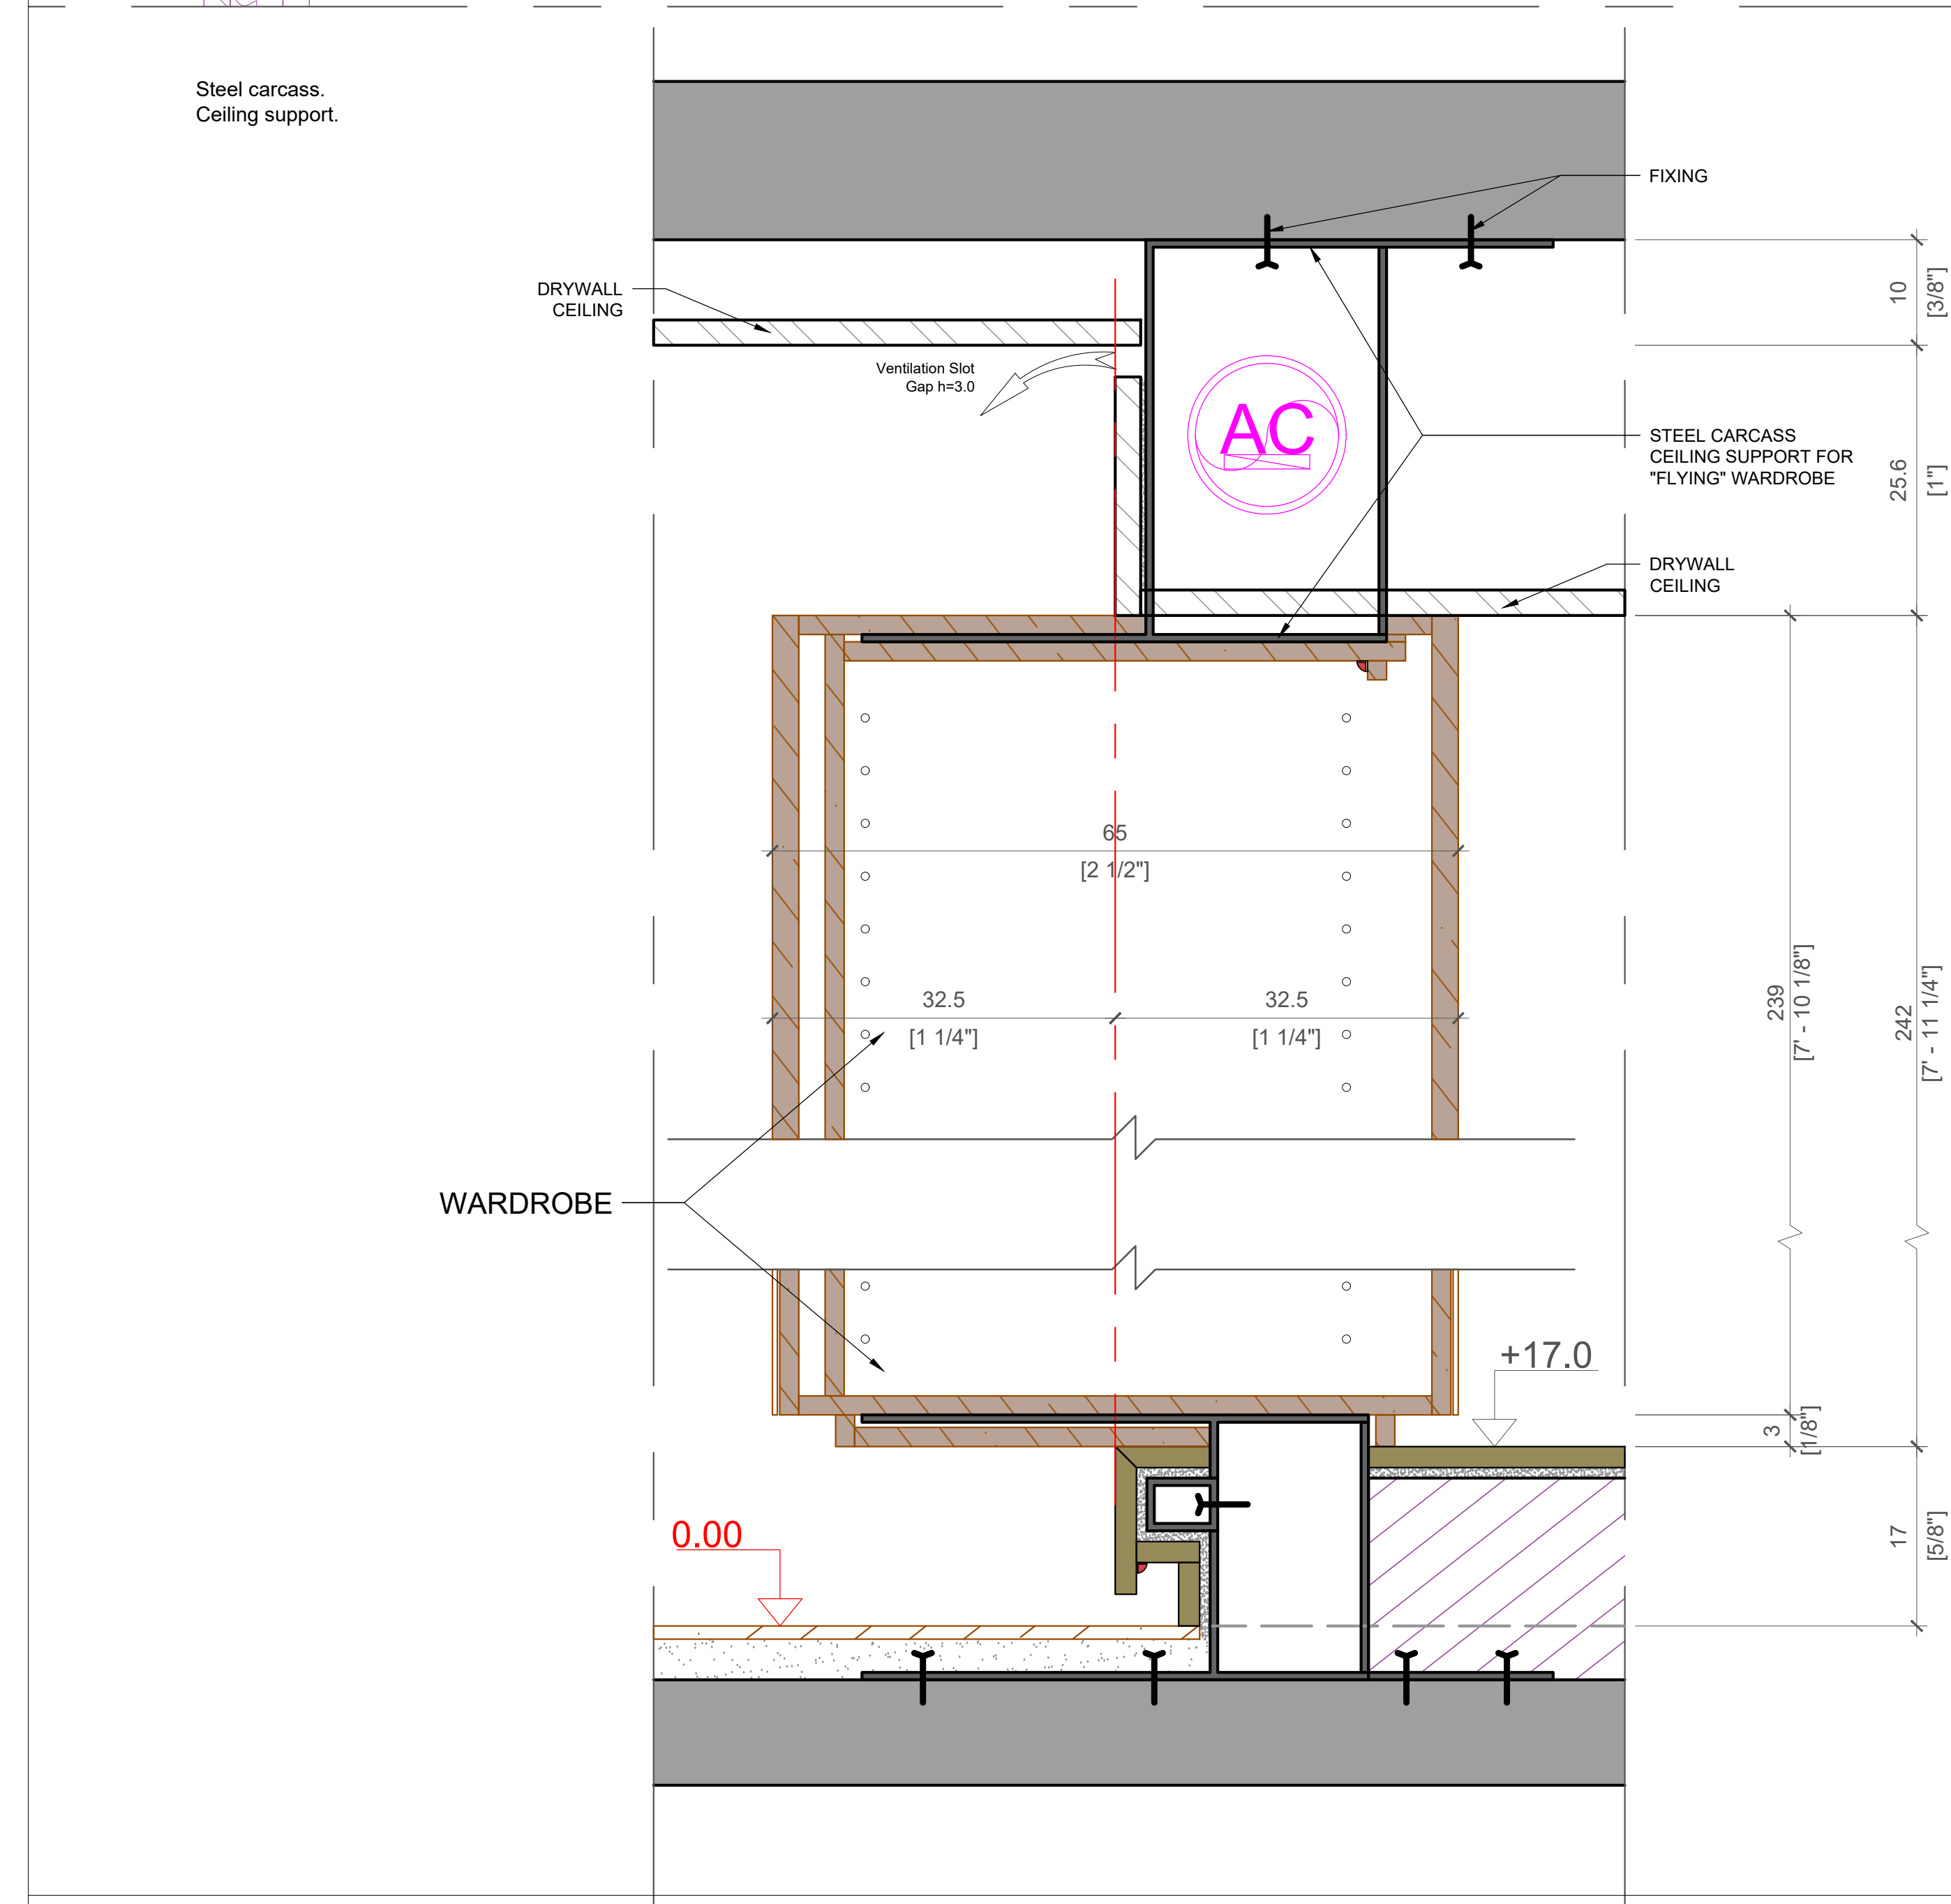 Steel carcass.
Ceiling support.
FIXING
DRYWALL
CEILING
10
[3/8"]
Ventilation Slot
Gap h=3.0
AC
STEEL CARCASS
CEILING SUPPORT FOR
"FLYING" WARDROBE
25.6
[1"]
DRYWALL
CEILING
65
[2 1/2"]
32.5
[1 1/4"]
32.5
[1 1/4"]
239
[7' - 10 1/8"]
242
[7' - 11 1/4"]
WARDROBE
+17.0
3
[1/8"]
0.00
17
[5/8"]